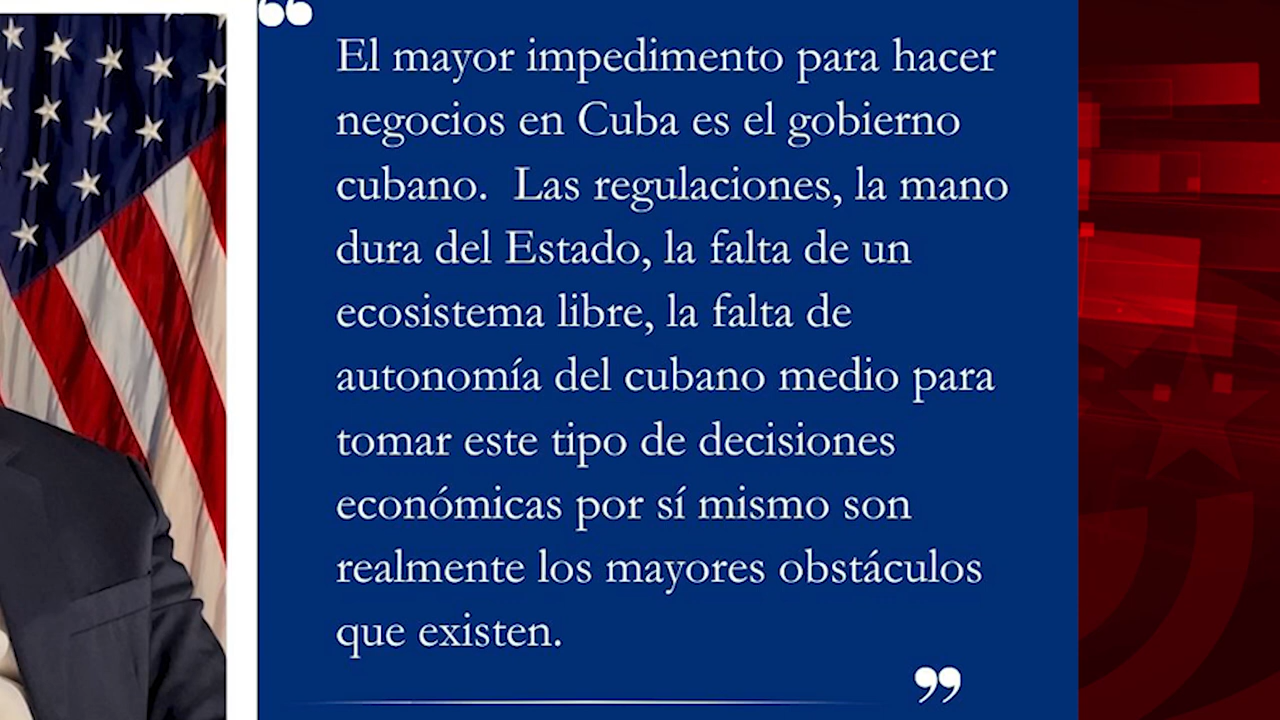 “
El mayor impedimento para hacer
negocios en Cuba es el gobierno
cubano.  Las regulaciones, la mano
dura del Estado, la falta de un
ecosistema libre, la falta de
autonomía del cubano medio para
tomar este tipo de decisiones
económicas por sí mismo son
realmente los mayores obstáculos
que existen.
”